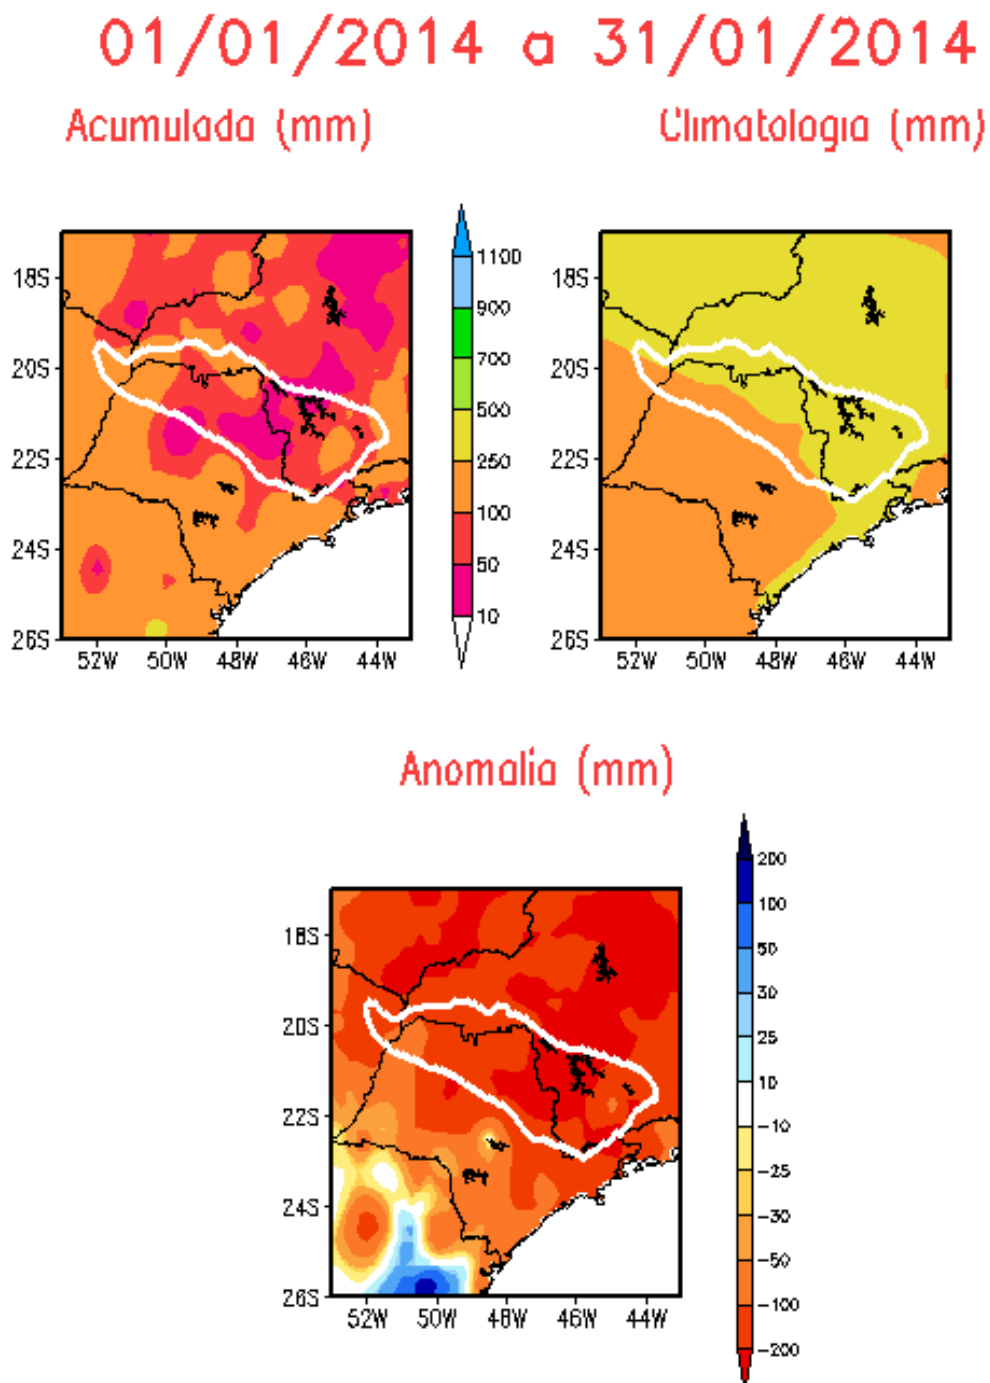 01/01/2014 a 31/01/2014
Acumulada (mm)
Climatologia (mm)
18S
20S
22S
24S
26S
52W 50W 48W 46W 44W
1100
900
700
500
250
100
50
10
18S
20S
22S
24S
26S
52W 50W 48W 46W 44W
Anomalia (mm)
18S
20S
22S
24S
26S
52W 50W 48W 46W 44W
200
100
50
30
25
10
-10
-25
-30
-50
-100
-200